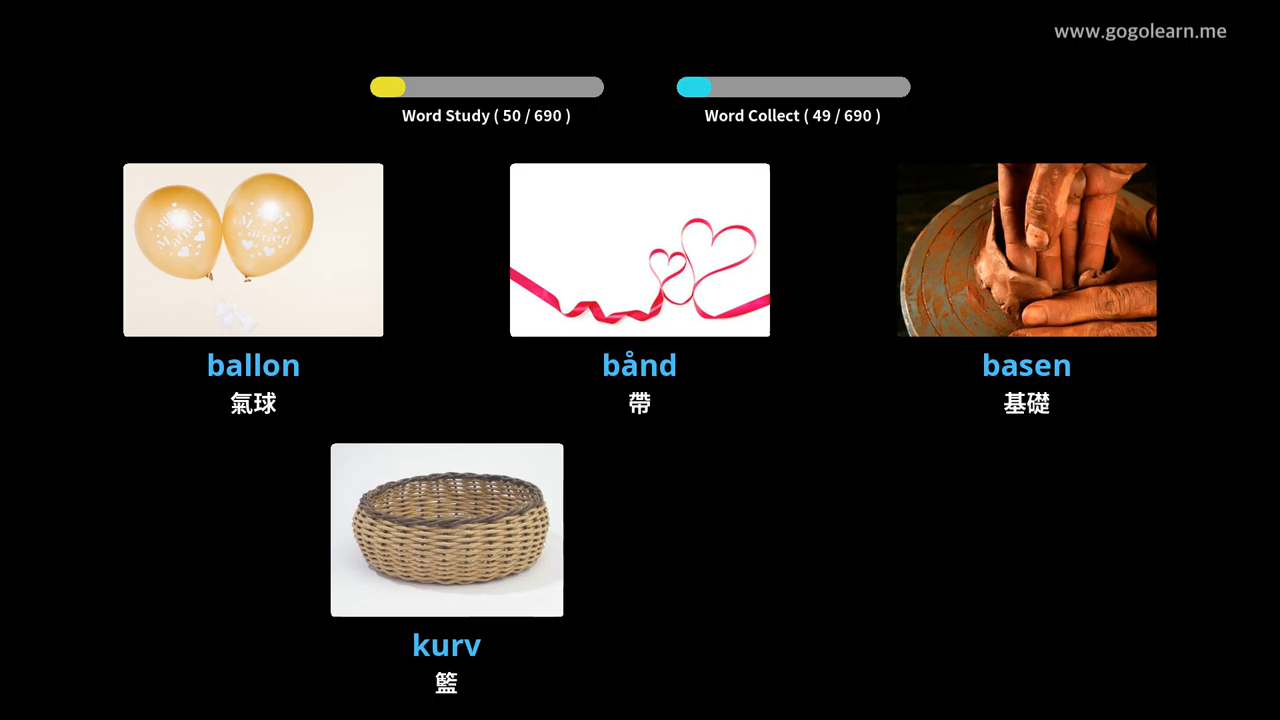 www.gogolearn.me
Word Study ( 50 / 690 )
Word Collect ( 49 / 690 )
ballon
氣球
bånd
帶
basen
基礎
kurv
籃